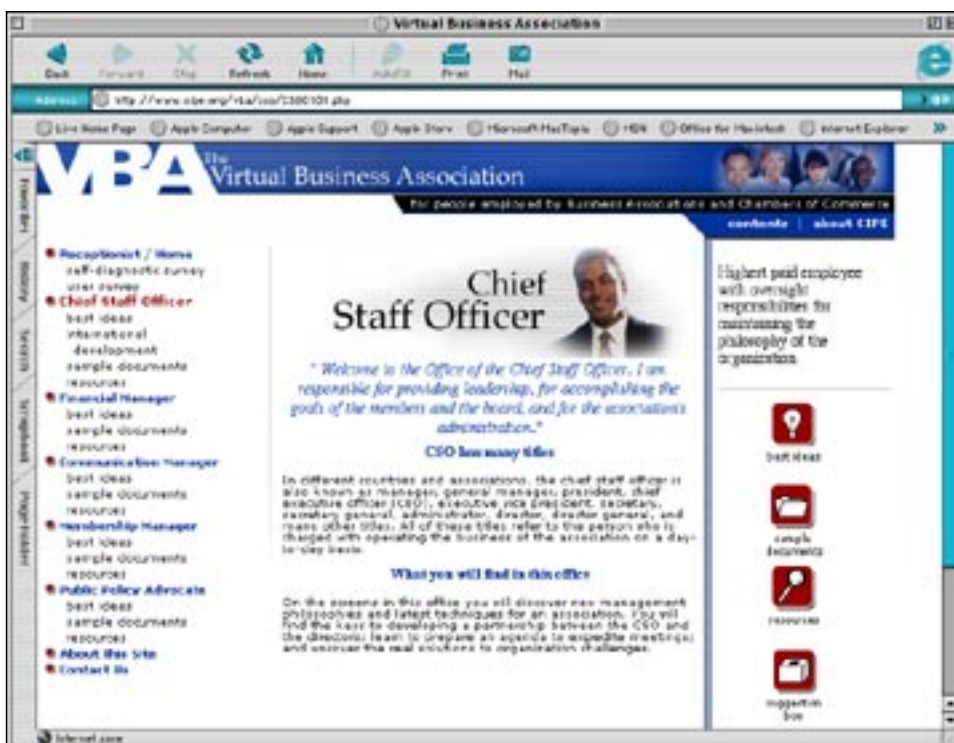 Virtual Business Association
Back Forward Stop Refresh Home AutoFill Print Mail
Address
Live Home Page Apple Computer Apple Support Apple Store Microsoft MacTopia MSN Office for Macintosh Internet Explorer
Favorites
History
Search
Scrapbook
Page Holder
VBA The
Virtual Business Association
For people employed by Business Associations and Chambers of Commerce
contents | about CIPE
Receptionist / Home
self-diagnostic survey
user survey
Chief Staff Officer
best ideas
international
development
sample documents
resources
Financial Manager
best ideas
sample documents
resources
Communication Manager
best ideas
sample documents
resources
Membership Manager
best ideas
sample documents
resources
Public Policy Advocate
best ideas
sample documents
resources
About this Site
Contact Us
Chief
Staff Officer
" Welcome to the Office of the Chief Staff Officer. I am
responsible for providing leadership, for accomplishing the
goals of the members and the board, and for the association's
administration."
CSO has many titles
In different countries and associations, the chief staff officer is
also known as manager, general manager, president, chief
executive officer (CEO), executive vice president, secretary,
secretary general, administrator, director, director general, and
many other titles. All of these titles refer to the person who is
charged with operating the business of the association on a day-
to-day basis.
What you will find in this office
On the screens in this office you will discover new management
philosophies and latest techniques for an association. You will
find the keys to developing a partnership between the CSO and
the directors; learn to prepare an agenda to expedite meetings;
and uncover the real solutions to organization challenges.
Highest paid employee
with oversight
responsibilities for
maintaining the
philosophy of the
organization.
best ideas
sample
documents
resources
suggestion
box
Internet zone